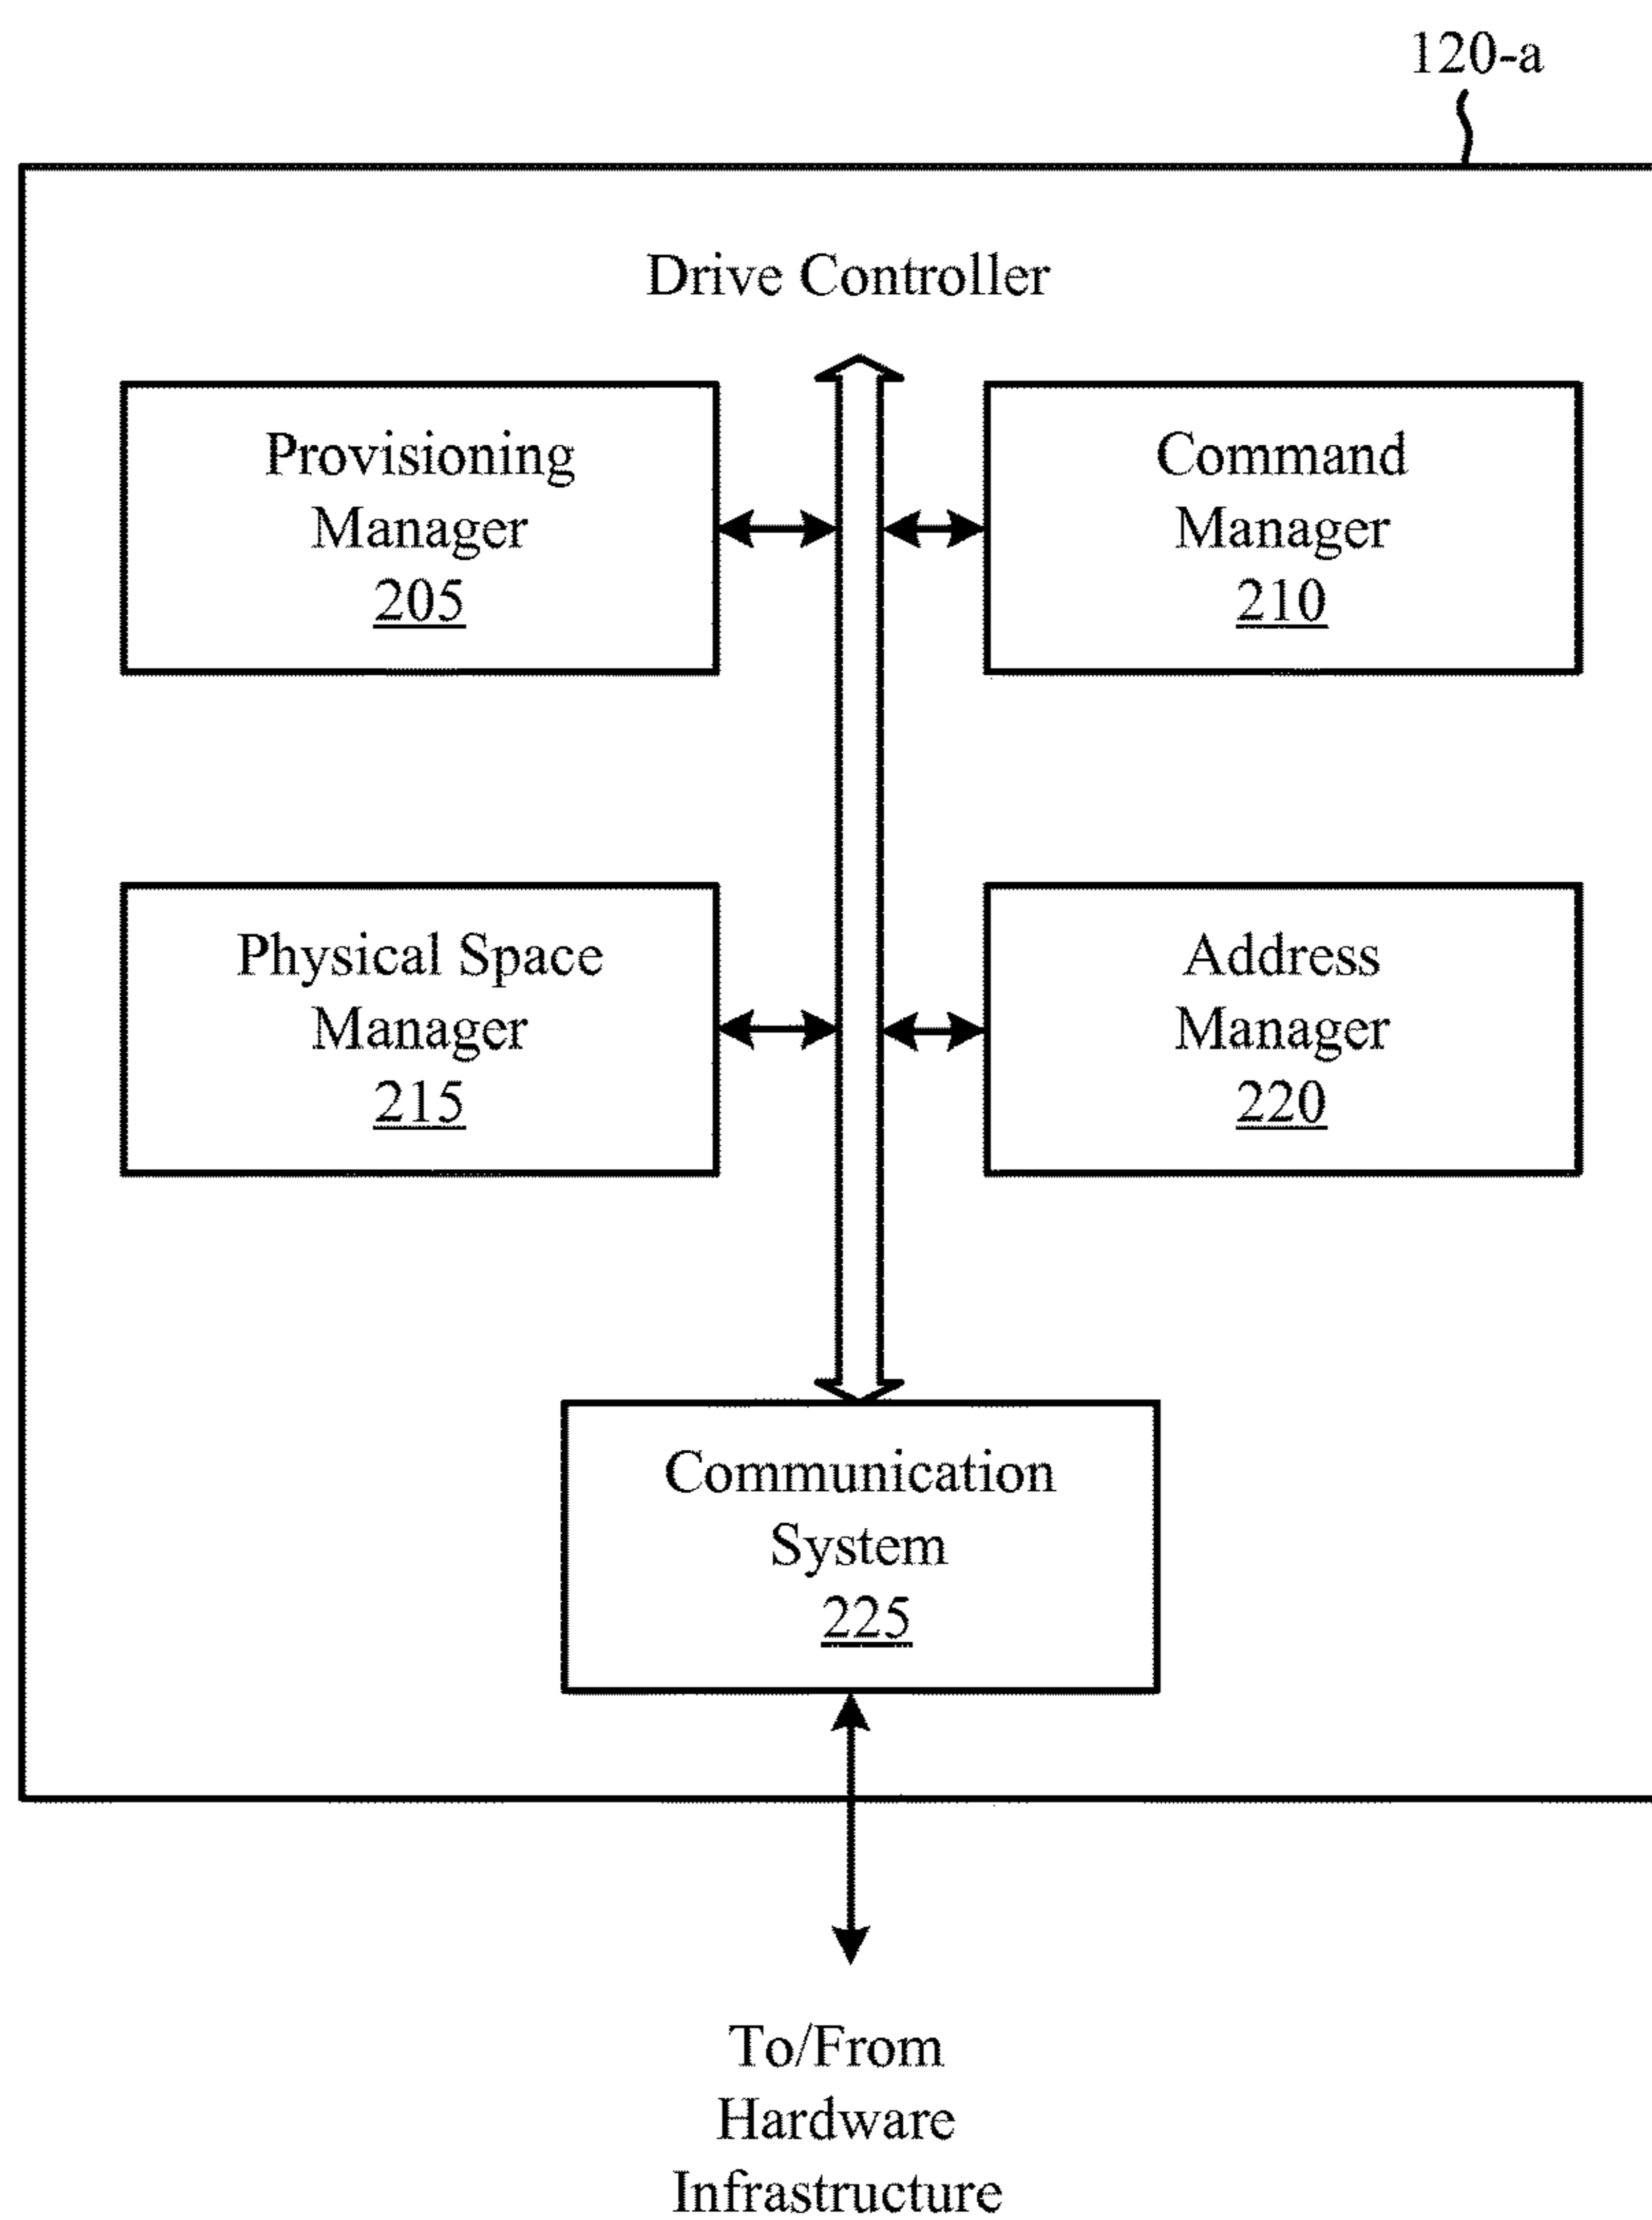 120-a
Drive Controller
Provisioning
Manager
205
Command
Manager
210
Physical Space
Manager
215
Address
Manager
220
Communication
System
225
To/From
Hardware
Infrastructure